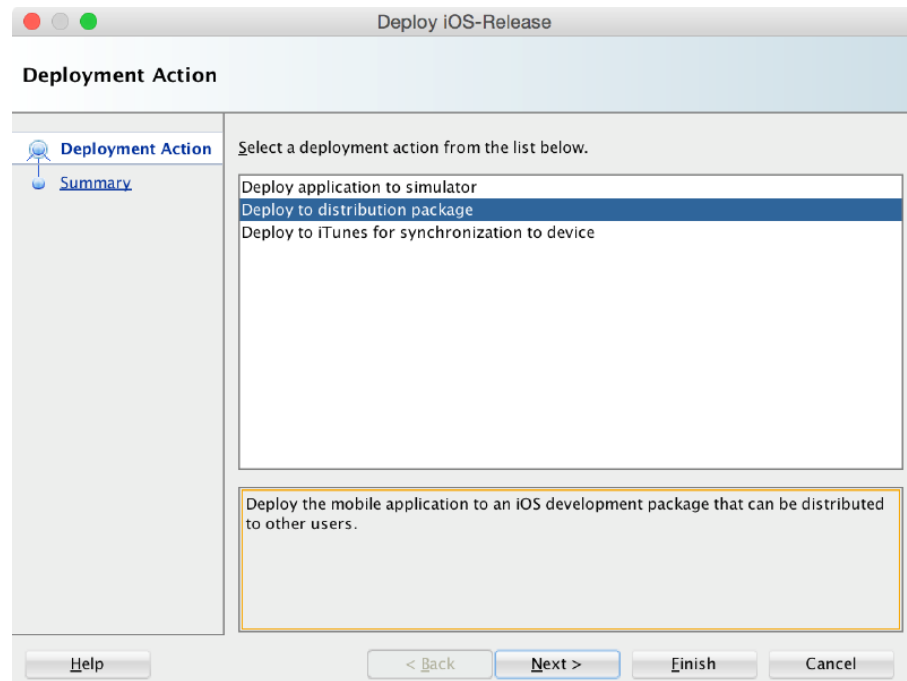 Deploy iOS-Release
Deployment Action
Deployment Action
Summary
Select a deployment action from the list below.
Deploy application to simulator
Deploy to distribution package
Deploy to iTunes for synchronization to device
Deploy the mobile application to an iOS development package that can be distributed
to other users.
Help
< Back
Next >
Finish
Cancel